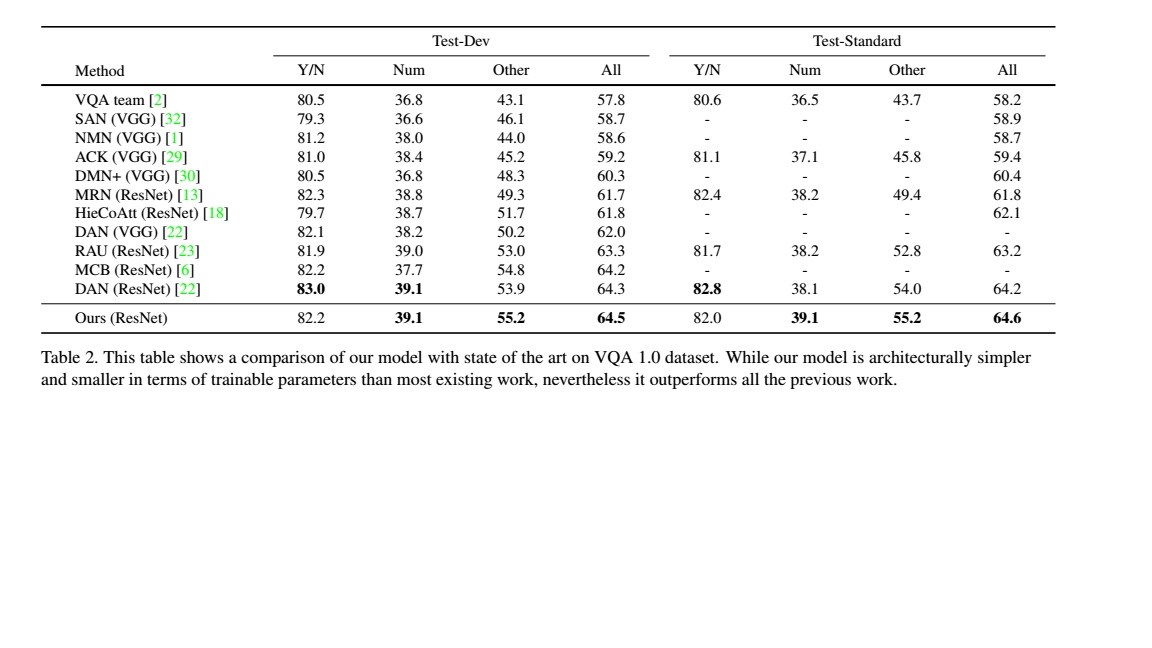 Test-Dev Test-Standard
Method Y/N Num Other All Y/N Num Other All
VQA team [2] 80.5 36.8 43.1 57.8 80.6 36.5 43.7 58.2
SAN (VGG) [32] 79.3 36.6 46.1 58.7 - - - 58.9
NMN (VGG) [1] 81.2 38.0 44.0 58.6 - - - 58.7
ACK (VGG) [29] 81.0 38.4 45.2 59.2 81.1 37.1 45.8 59.4
DMN+ (VGG) [30] 80.5 36.8 48.3 60.3 - - - 60.4
MRN (ResNet) [13] 82.3 38.8 49.3 61.7 82.4 38.2 49.4 61.8
HieCoAtt (ResNet) [18] 79.7 38.7 51.7 61.8 - - - 62.1
DAN (VGG) [22] 82.1 38.2 50.2 62.0 - - - -
RAU (ResNet) [23] 81.9 39.0 53.0 63.3 81.7 38.2 52.8 63.2
MCB (ResNet) [6] 82.2 37.7 54.8 64.2 - - - -
DAN (ResNet) [22] 83.0 39.1 53.9 64.3 82.8 38.1 54.0 64.2
Ours (ResNet) 82.2 39.1 55.2 64.5 82.0 39.1 55.2 64.6
Table 2. This table shows a comparison of our model with state of the art on VQA 1.0 dataset. While our model is architecturally simpler
and smaller in terms of trainable parameters than most existing work, nevertheless it outperforms all the previous work.